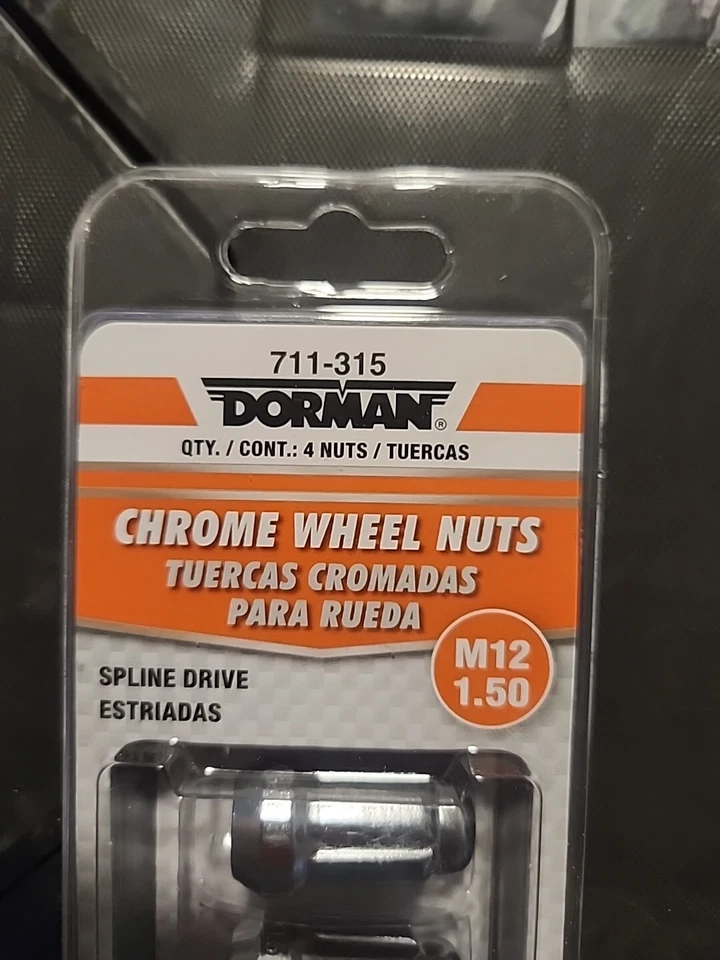 711-315
DORMAN®
QTY. / CONT.: 4 NUTS / TUERCAS
CHROME WHEEL NUTS
TUERCAS CROMADAS
PARA RUEDA
M12
1.50
SPLINE DRIVE
ESTRIADAS